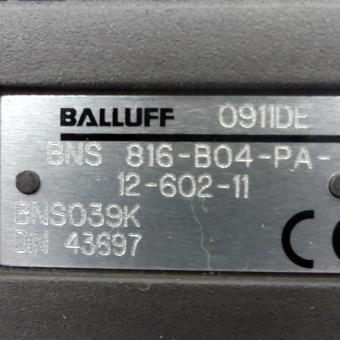 BALLUFF 0911DE
BNS 816-B04-PA-
12-602-11
BNS039K
DIN 43697
CE